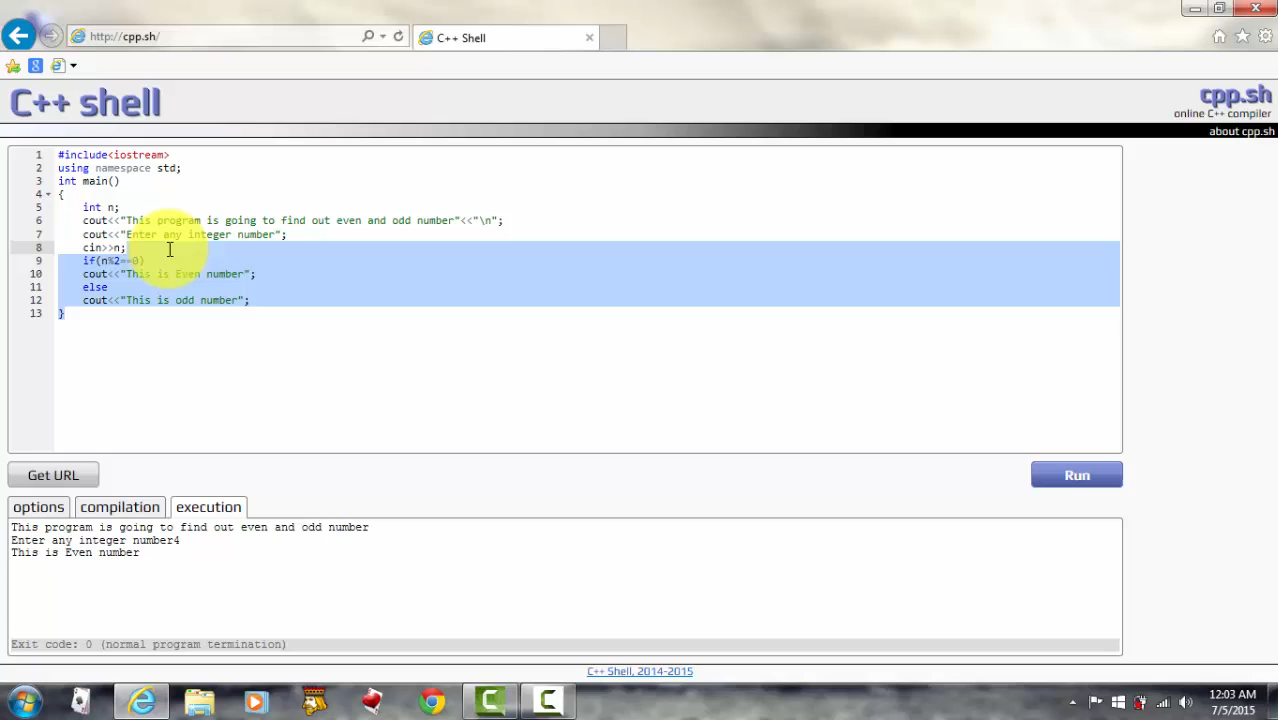 http://cpp.sh/
C++ Shell
C++ shell
cpp.sh
online C++ compiler
about cpp.sh
1 #include<iostream>
2 using namespace std;
3 int main()
4 {
5 int n;
6 cout<<"This program is going to find out even and odd number"<<"\n";
7 cout<<"Enter any integer number";
8 cin>>n;
9 if(n%2==0)
10 cout<<"This is Even number";
11 else
12 cout<<"This is odd number";
13 }
Get URL
Run
options compilation execution
This program is going to find out even and odd number
Enter any integer number4
This is Even number
Exit code: 0 (normal program termination)
C++ Shell, 2014-2015
12:03 AM
7/5/2015